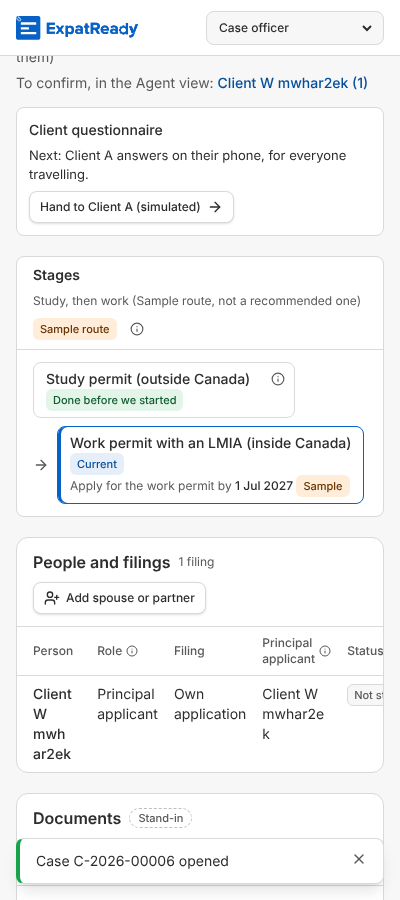 ExpatReady
Case officer
them)
To confirm, in the Agent view: Client W mwhar2ek (1)
Client questionnaire
Next: Client A answers on their phone, for everyone
travelling.
Hand to Client A (simulated)
Stages
Study, then work (Sample route, not a recommended one)
Sample route
Study permit (outside Canada)
Done before we started
Work permit with an LMIA (inside Canada)
Current
Apply for the work permit by 1 Jul 2027 Sample
People and filings 1 filing
Add spouse or partner
Person Role Filing Principal applicant Status
Client W mwh ar2ek
Principal applicant
Own application
Client W mwhar2e k
Not st
Documents Stand-in
Case C-2026-00006 opened